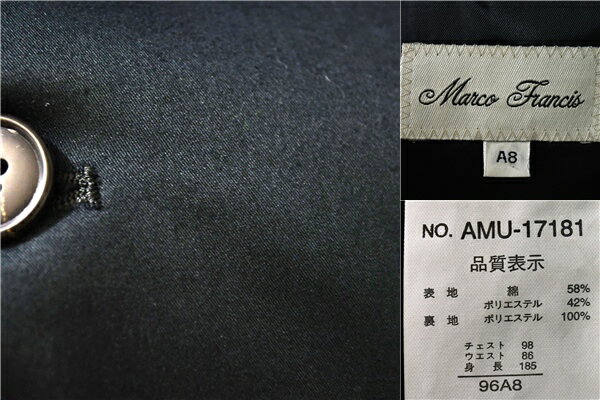 Marco Francis
A8
NO. AMU-17181
品質表示
表地 綿 58%
ポリエステル 42%
裏地 ポリエステル 100%
チェスト 98
ウエスト 86
身長 185
96A8